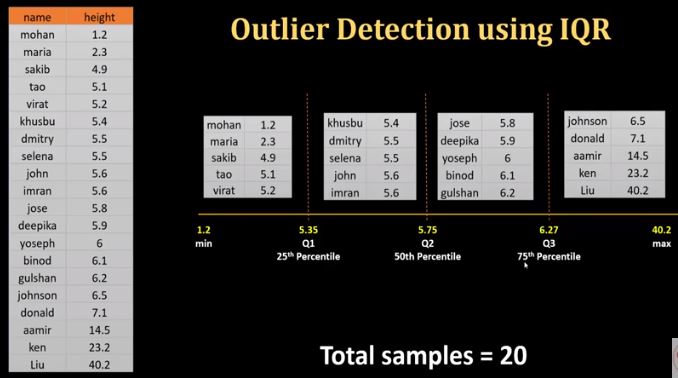 Outlier Detection using IQR
name height
mohan 1.2
maria 2.3
sakib 4.9
tao 5.1
virat 5.2
khusbu 5.4
dmitry 5.5
selena 5.5
john 5.6
imran 5.6
jose 5.8
deepika 5.9
yoseph 6
binod 6.1
gulshan 6.2
johnson 6.5
donald 7.1
aamir 14.5
ken 23.2
Liu 40.2
mohan 1.2
maria 2.3
sakib 4.9
tao 5.1
virat 5.2
khusbu 5.4
dmitry 5.5
selena 5.5
john 5.6
imran 5.6
jose 5.8
deepika 5.9
yoseph 6
binod 6.1
gulshan 6.2
johnson 6.5
donald 7.1
aamir 14.5
ken 23.2
Liu 40.2
1.2 5.35 5.75 6.27 40.2
min Q1 Q2 Q3 max
25th Percentile 50th Percentile 75th Percentile
Total samples = 20